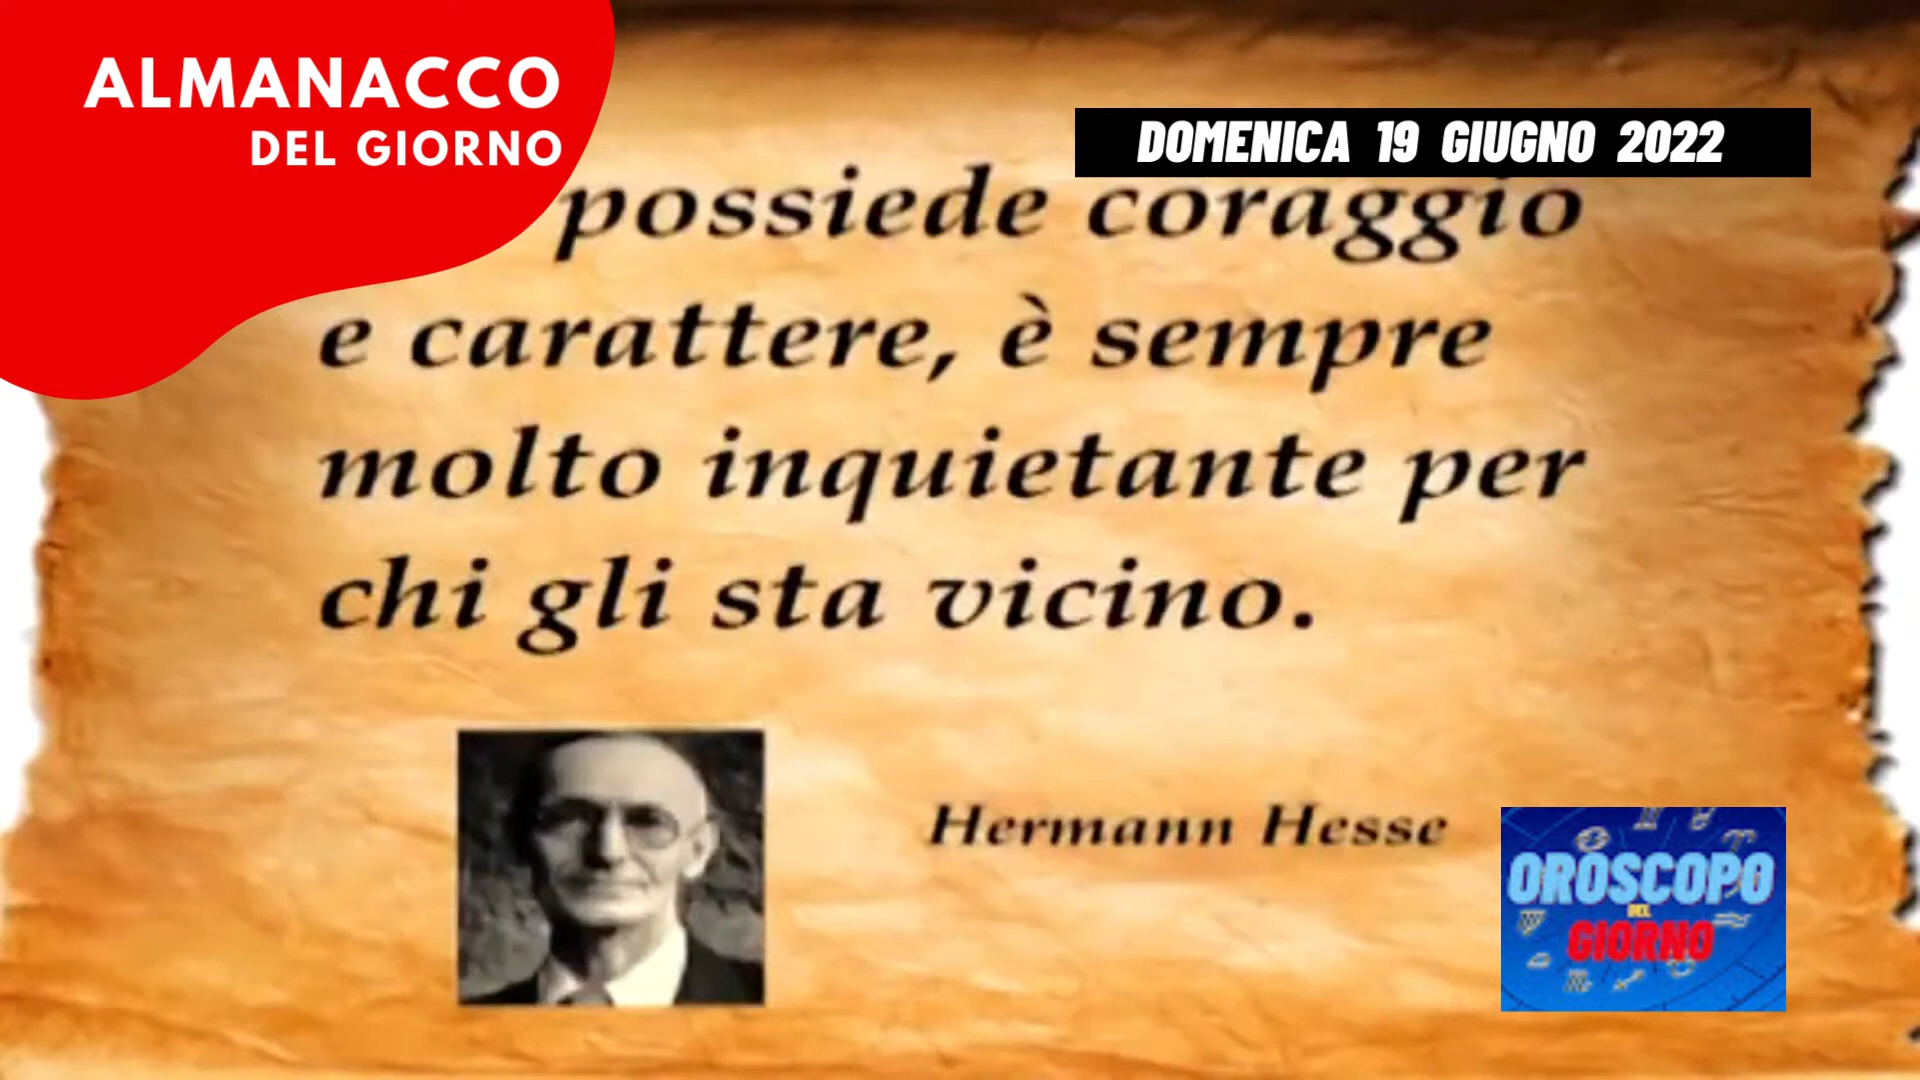 ALMANACCO
DEL GIORNO
DOMENICA 19 GIUGNO 2022
possiede coraggio
e carattere, è sempre
molto inquietante per
chi gli sta vicino.
Hermann Hesse
OROSCOPO
DEL
GIORNO